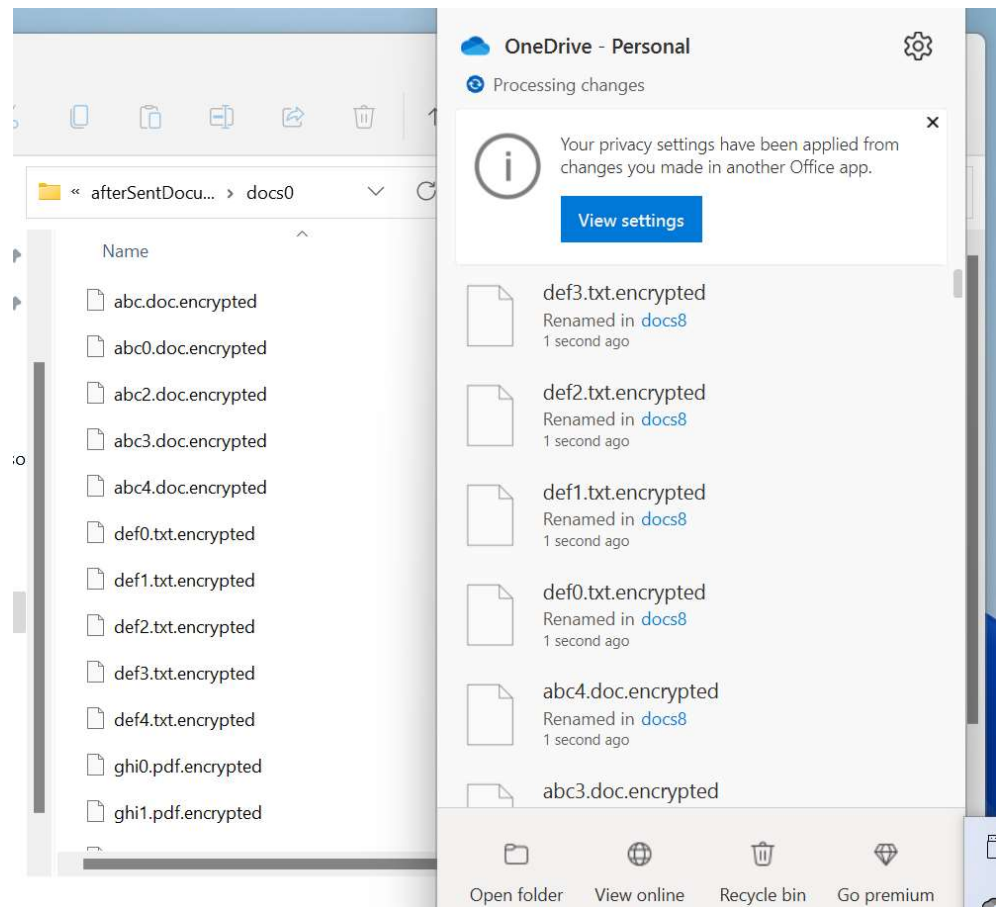 « afterSentDocu... > docs0
Name
abc.doc.encrypted
abc0.doc.encrypted
abc2.doc.encrypted
abc3.doc.encrypted
abc4.doc.encrypted
def0.txt.encrypted
def1.txt.encrypted
def2.txt.encrypted
def3.txt.encrypted
def4.txt.encrypted
ghi0.pdf.encrypted
ghi1.pdf.encrypted
OneDrive - Personal
Processing changes
Your privacy settings have been applied from
changes you made in another Office app.
View settings
def3.txt.encrypted
Renamed in docs8
1 second ago
def2.txt.encrypted
Renamed in docs8
1 second ago
def1.txt.encrypted
Renamed in docs8
1 second ago
def0.txt.encrypted
Renamed in docs8
1 second ago
abc4.doc.encrypted
Renamed in docs8
1 second ago
abc3.doc.encrypted
Open folder View online Recycle bin Go premium